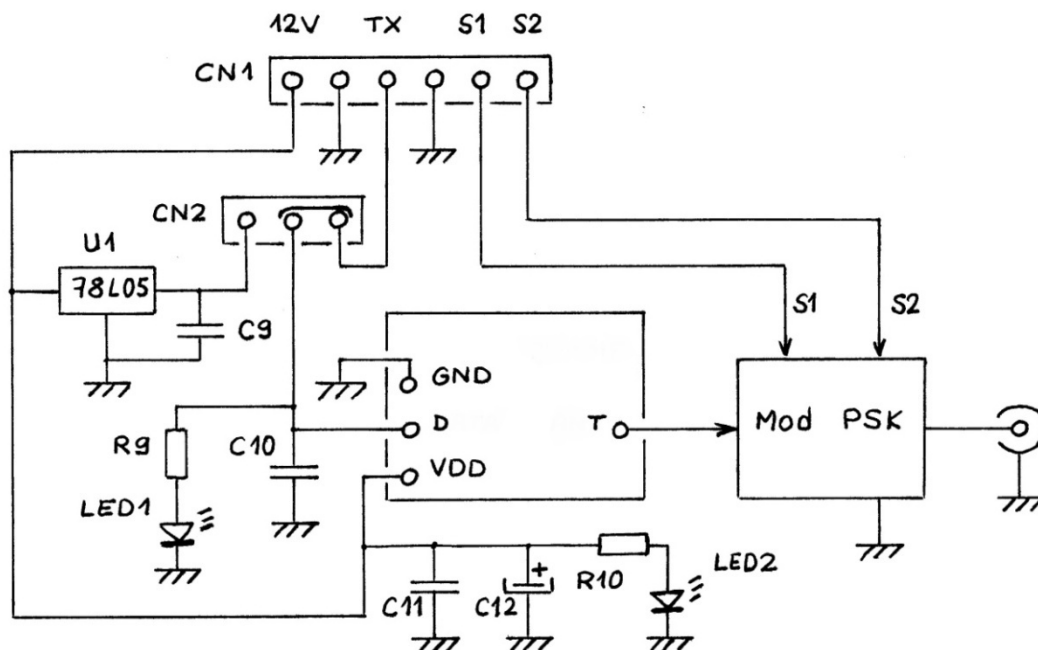 12V TX S1 S2
CN1
CN2
U1
78L05
C9
S1 S2
GND
D T
VDD
Mod PSK
R9 C10
LED1
R10 LED2
C11 C12 +